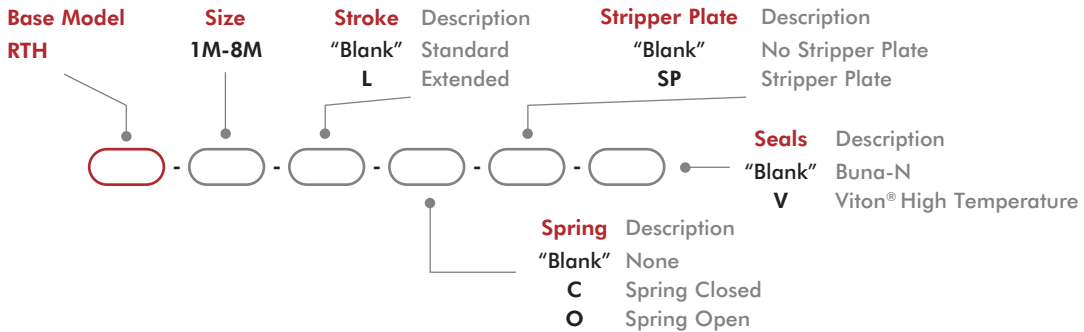 Base Model Size Stroke Description Stripper Plate Description
RTH 1M-8M “Blank” Standard “Blank” No Stripper Plate
L Extended SP Stripper Plate
- - - - -
Seals Description
“Blank” Buna-N
V Viton® High Temperature
Spring Description
“Blank” None
C Spring Closed
O Spring Open